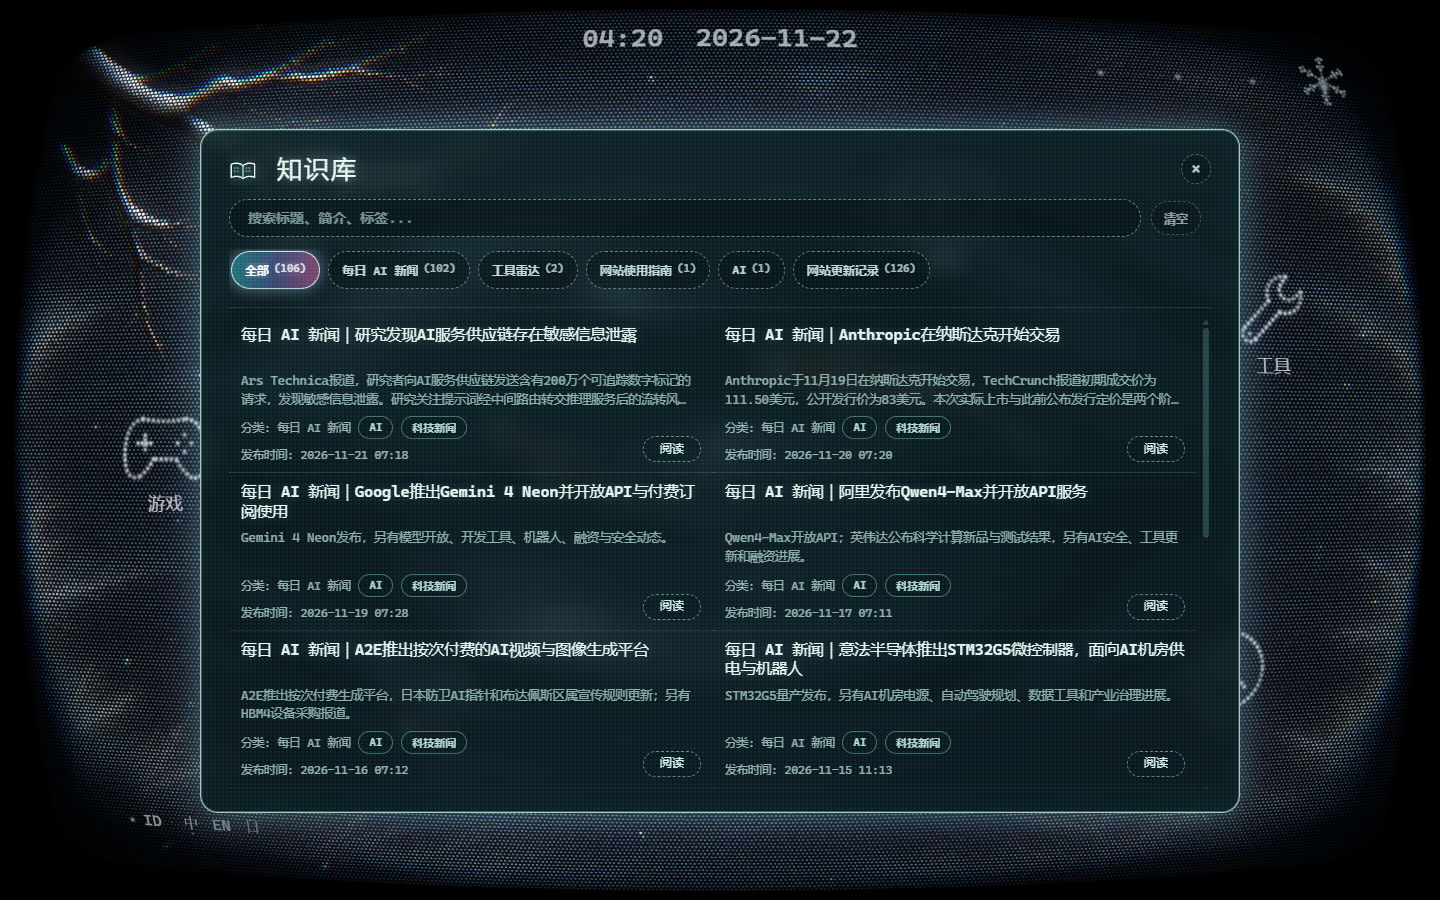 04:20 2026-11-22
知识库
×
搜索标题、简介、标签...
清空
全部 (106)
每日 AI 新闻 (102)
工具雷达 (2)
网站使用指南 (1)
AI (1)
网站更新记录 (126)
每日 AI 新闻 | 研究发现AI服务供应链存在敏感信息泄露
Ars Technica报道，研究者向AI服务供应链发送含有200万个可追踪数字标记的
请求，发现敏感信息泄露。研究关注提示词经中间路由转交推理服务后的流转风…
分类: 每日 AI 新闻 AI 科技新闻
发布时间: 2026-11-21 07:18
阅读
每日 AI 新闻 | Anthropic在纳斯达克开始交易
Anthropic于11月19日在纳斯达克开始交易，TechCrunch报道初期成交价为
111.50美元，公开发行价为83美元。本次实际上市与此前公布发行定价是两个阶…
分类: 每日 AI 新闻 AI 科技新闻
发布时间: 2026-11-20 07:20
阅读
每日 AI 新闻 | Google推出Gemini 4 Neon并开放API与付费订
阅使用
Gemini 4 Neon发布，另有模型开放、开发工具、机器人、融资与安全动态。
分类: 每日 AI 新闻 AI 科技新闻
发布时间: 2026-11-19 07:28
阅读
每日 AI 新闻 | 阿里发布Qwen4-Max并开放API服务
Qwen4-Max开放API；英伟达公布科学计算新品与测试结果，另有AI安全、工具更
新和融资进展。
分类: 每日 AI 新闻 AI 科技新闻
发布时间: 2026-11-17 07:11
阅读
每日 AI 新闻 | A2E推出按次付费的AI视频与图像生成平台
A2E推出按次付费生成平台，日本防卫AI指针和布达佩斯区属宣传规则更新；另有
HBM4设备采购报道。
分类: 每日 AI 新闻 AI 科技新闻
发布时间: 2026-11-16 07:12
阅读
每日 AI 新闻 | 意法半导体推出STM32G5微控制器，面向AI机房供
电与机器人
STM32G5量产发布，另有AI机房电源、自动驾驶规划、数据工具和产业治理进展。
分类: 每日 AI 新闻 AI 科技新闻
发布时间: 2026-11-15 11:13
阅读
游戏
工具
• ID 中 EN 日